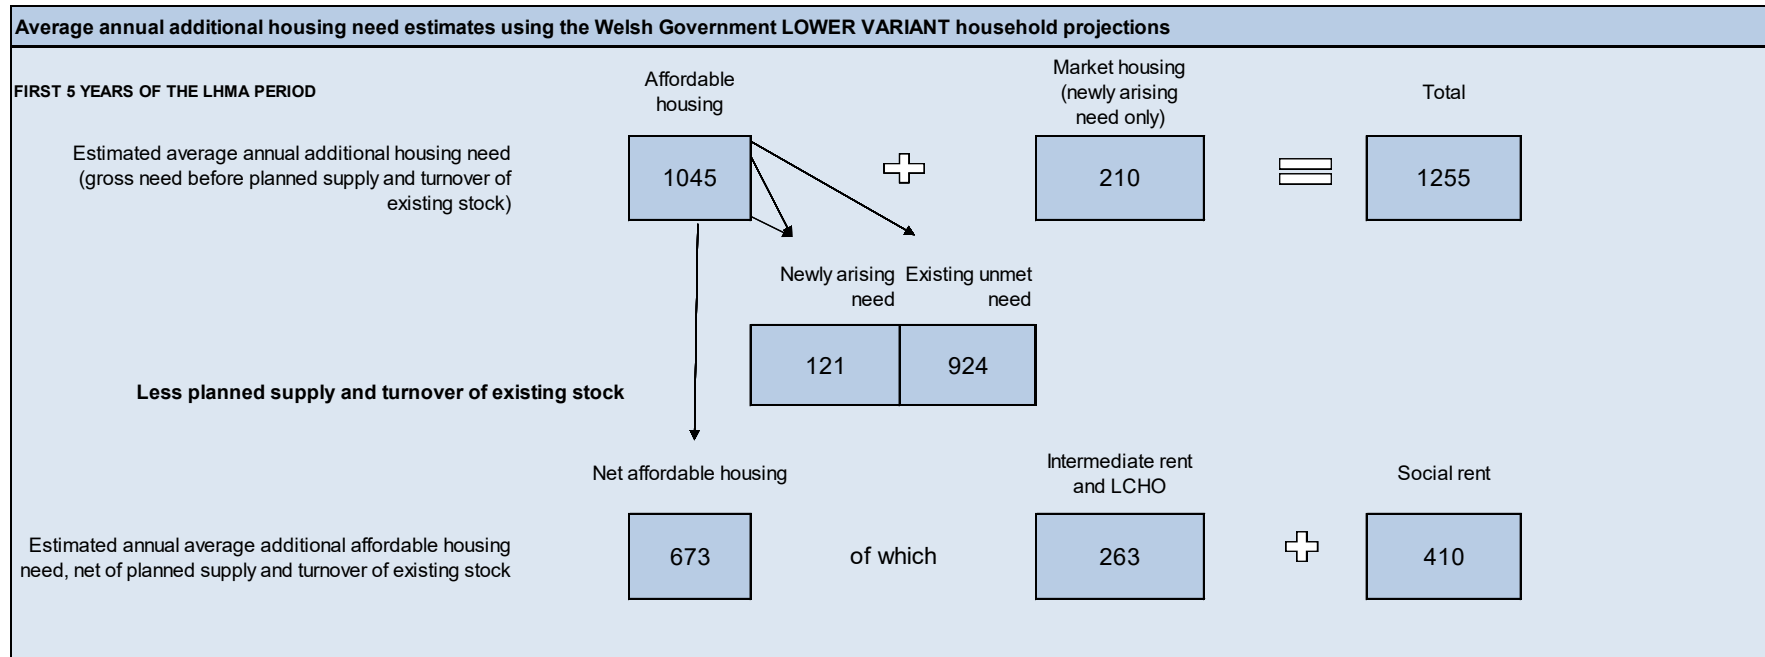 Average annual additional housing need estimates using the Welsh Government LOWER VARIANT household projections
FIRST 5 YEARS OF THE LHMA PERIOD
Affordable
housing
Market housing
(newly arising
need only)
Total
Estimated average annual additional housing need
(gross need before planned supply and turnover of
existing stock)
1045
210
1255
Newly arising
need
Existing unmet
need
121
924
Less planned supply and turnover of existing stock
Net affordable housing
Intermediate rent
and LCHO
Social rent
Estimated annual average additional affordable housing
need, net of planned supply and turnover of existing stock
673
of which
263
410